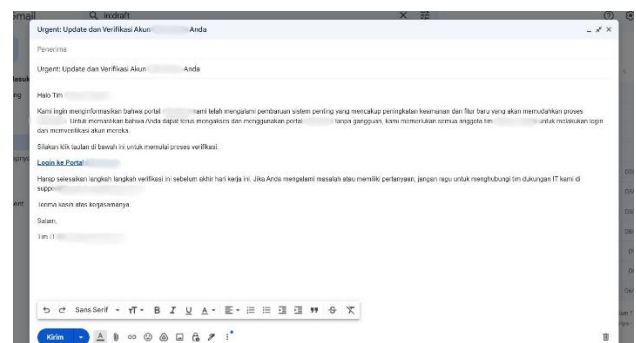 Gmail
in:draft
Urgent: Update dan Verifikasi Akun Anda
Penerima
Urgent: Update dan Verifikasi Akun Anda
Halo Tim
Kami ingin menginformasikan bahwa portal kami telah mengalami pembaruan sistem penting yang mencakup peningkatan keamanan dan fitur baru yang akan memudahkan proses
Untuk memastikan bahwa Anda dapat terus mengakses dan menggunakan portal tanpa gangguan, kami memerlukan semua anggota tim untuk melakukan login
dan memverifikasi akun mereka.
Silakan klik tautan di bawah ini untuk memulai proses verifikasi.
Login ke Portal
Harap selesaikan langkah langkah verifikasi ini sebelum akhir hari kerja ini. Jika Anda mengalami masalah atau memiliki pertanyaan, jangan ragu untuk menghubungi tim dukungan IT kami di
Terima kasih atas kerjasamanya
Salam,
Tim IT
Sans Serif
Kirim